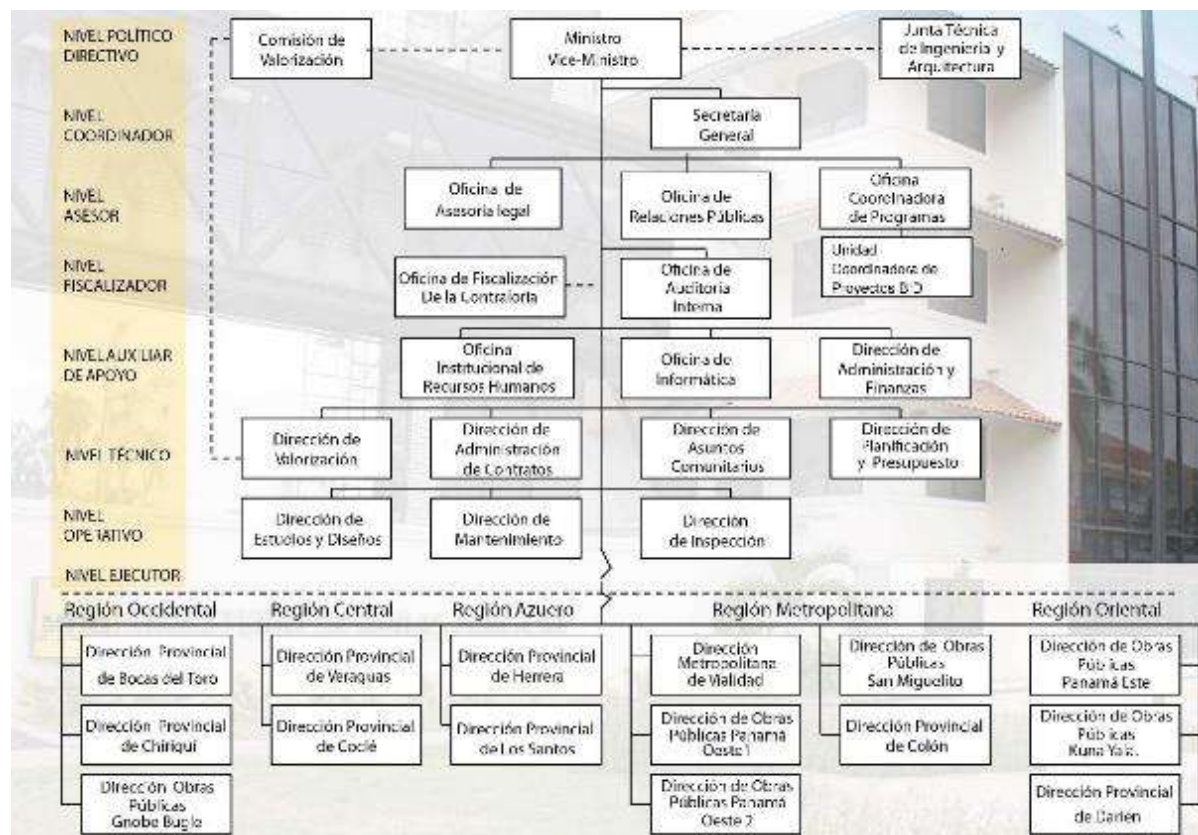 NIVEL POLÍTICO
DIRECTIVO
Comisión de
Valorización
Ministro
Vice-Ministro
Junta Técnica
de Ingenieria y
Arquitectura
NIVEL
COORDINADOR
Secretaría
General
NIVEL
ASESOR
Oficina de
Asesoria legal
Oficina de
Relaciones Públicas
Oficina
Coordinadora
de Programas
NIVEL
FISCALIZADOR
Oficina de Fiscalización
De la Contraloría
Oficina de
Auditoria
Interna
Unidad
Coordinadora de
Proyectos BID
NIVEL AUXILIAR
DE APOYO
Oficina
Institucional de
Recursos Humanos
Oficina de
Informática
Dirección de
Administración y
Finanzas
NIVEL TÉCNICO
Dirección de
Valorización
Dirección de
Administración
de Contratos
Dirección de
Asuntos
Comunitarios
Dirección de
Planificación
y Presupuesto
NIVEL
OPERATIVO
Dirección de
Estudios y Diseños
Dirección de
Mantenimiento
Dirección
de Inspección
NIVEL EJECUTOR
Región Occidental
Región Central
Región Azuero
Región Metropolitana
Región Oriental
Dirección Provincial
de Bocas del Toro
Dirección Provincial
de Chiriquí
Dirección Obras
Públicas
Gnobe Bugle
Dirección Provincial
de Veraguas
Dirección Provincial
de Coclé
Dirección Provincial
de Herrera
Dirección Provincial
de Los Santos
Dirección
Metropolitana
de Vialidad
Dirección de Obras
Públicas Panamá
Oeste 1
Dirección de Obras
Públicas Panamá
Oeste 2
Dirección de Obras
Públicas
San Miguelito
Dirección Provincial
de Colón
Dirección de Obras
Públicas
Panamá Este
Dirección de Obras
Públicas
Kuna Yala
Dirección Provincial
de Darién